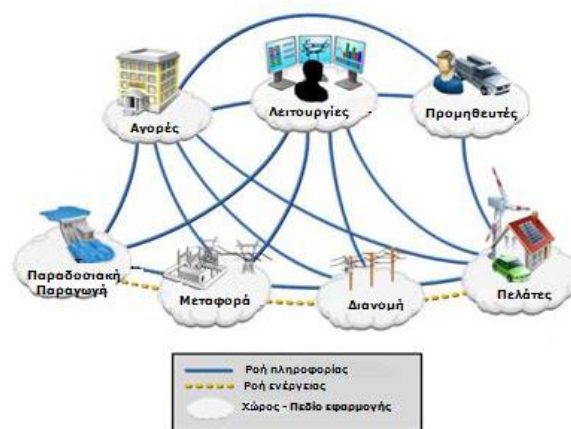 Αγορές
Λειτουργίες
Προμηθευτές
Παραδοσιακή
Παραγωγή
Μεταφορά
Διανομή
Πελάτες
Ροή πληροφορίας
Ροή ενέργειας
Χώρος - Πεδίο εφαρμογής